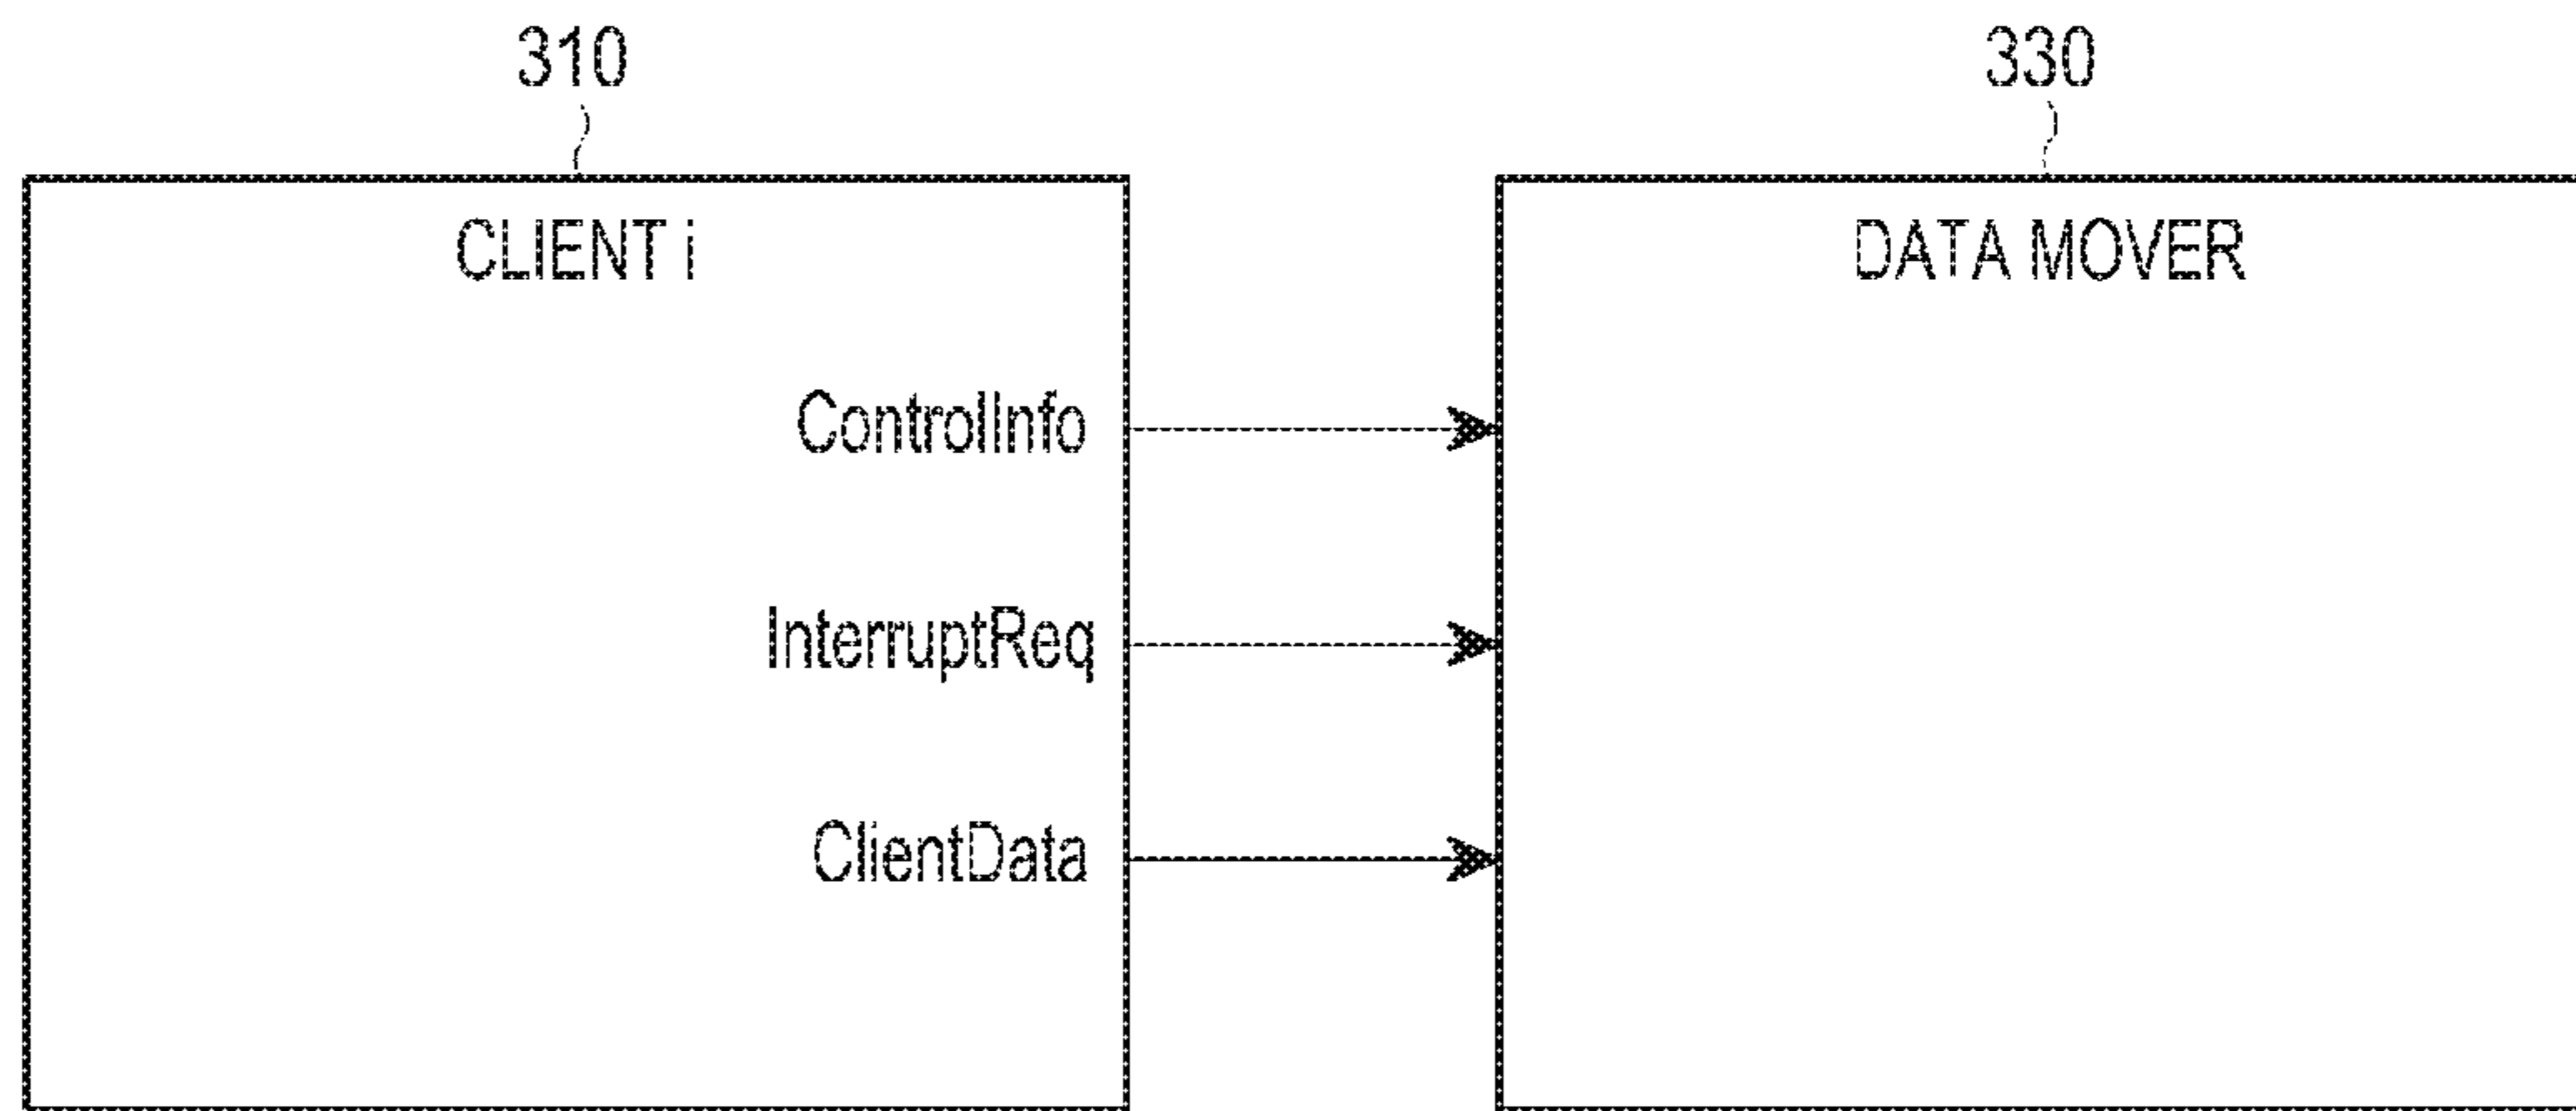 310
330
CLIENT i
DATA MOVER
ControlInfo
InterruptReq
ClientData